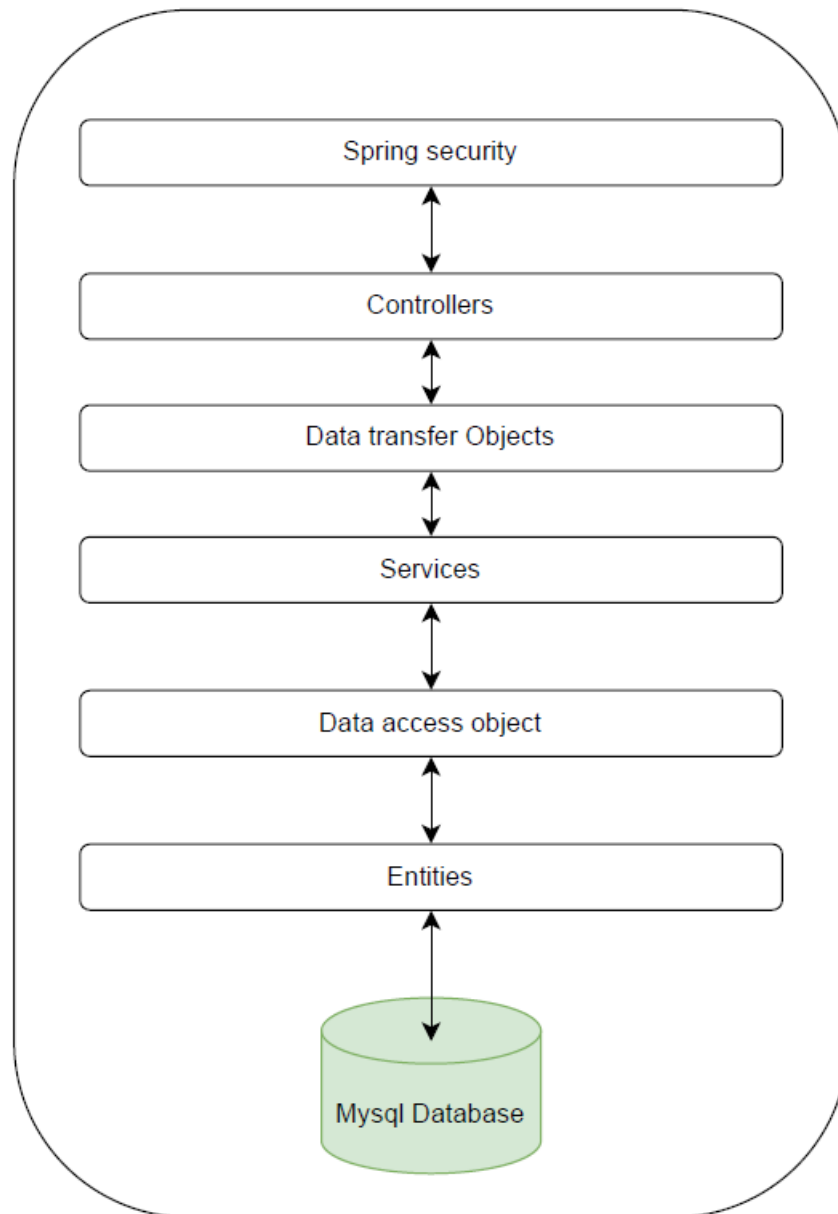 Spring security
Controllers
Data transfer Objects
Services
Data access object
Entities
Mysql Database